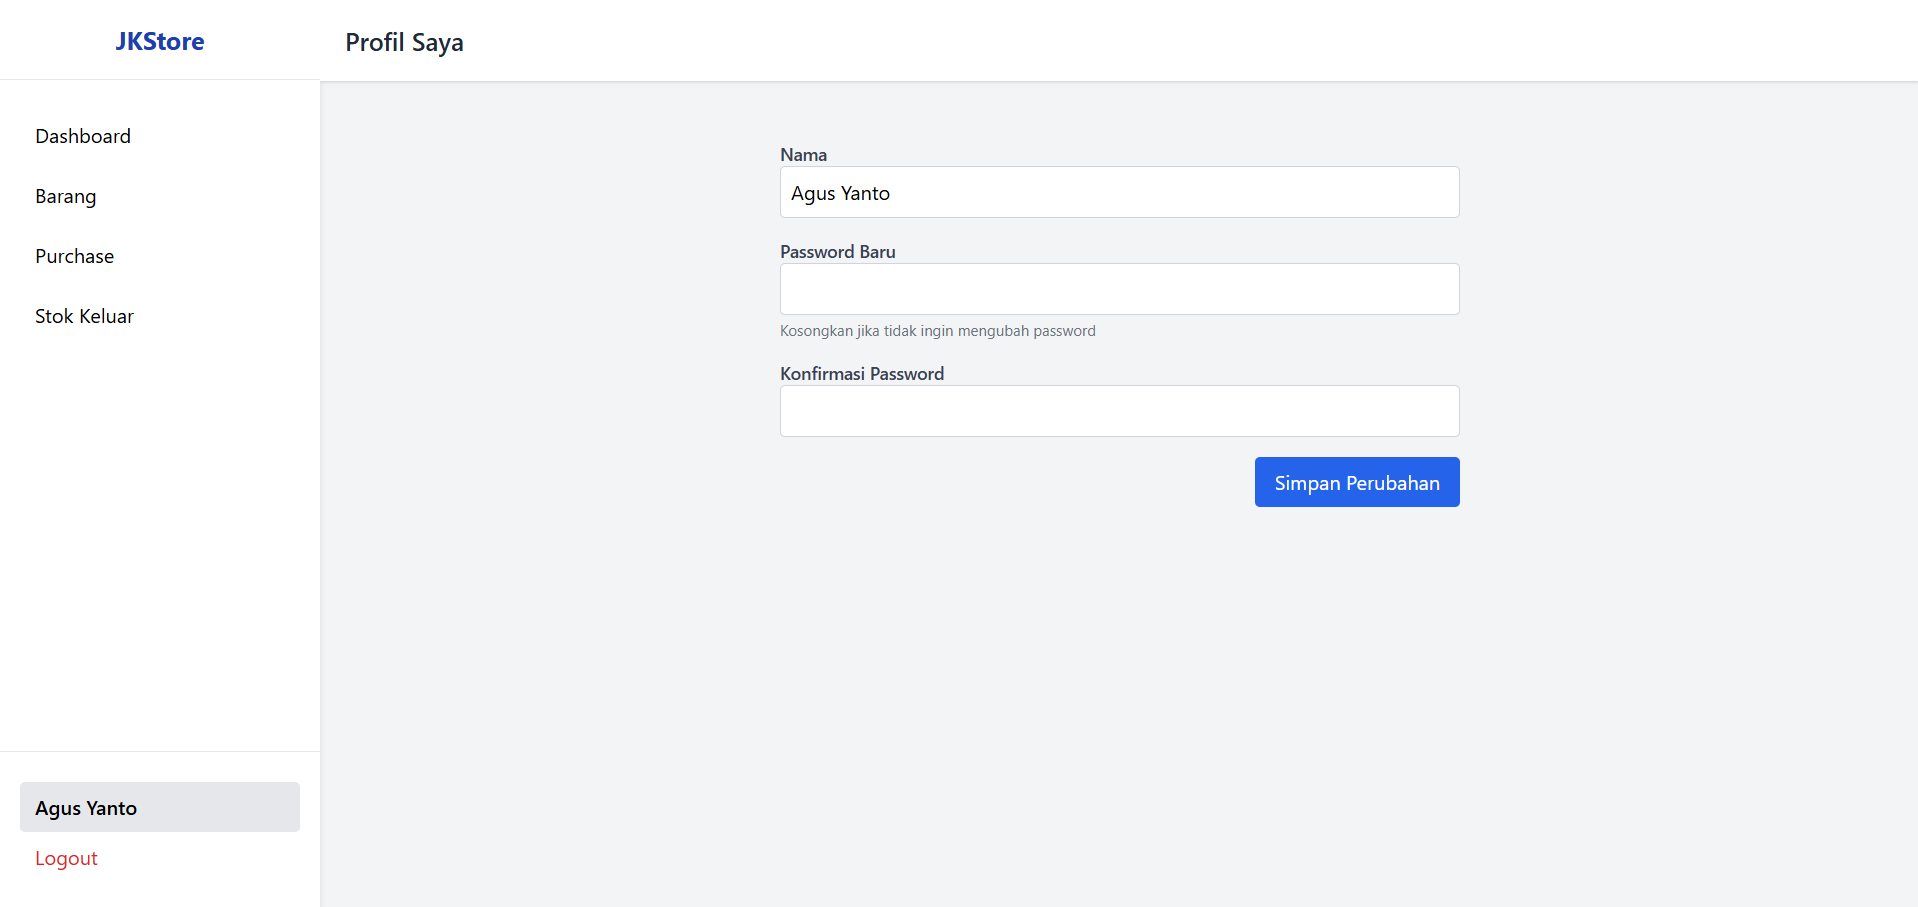 JKStore
Profil Saya
Dashboard
Barang
Purchase
Stok Keluar
Nama
Agus Yanto
Password Baru
Kosongkan jika tidak ingin mengubah password
Konfirmasi Password
Simpan Perubahan
Agus Yanto
Logout